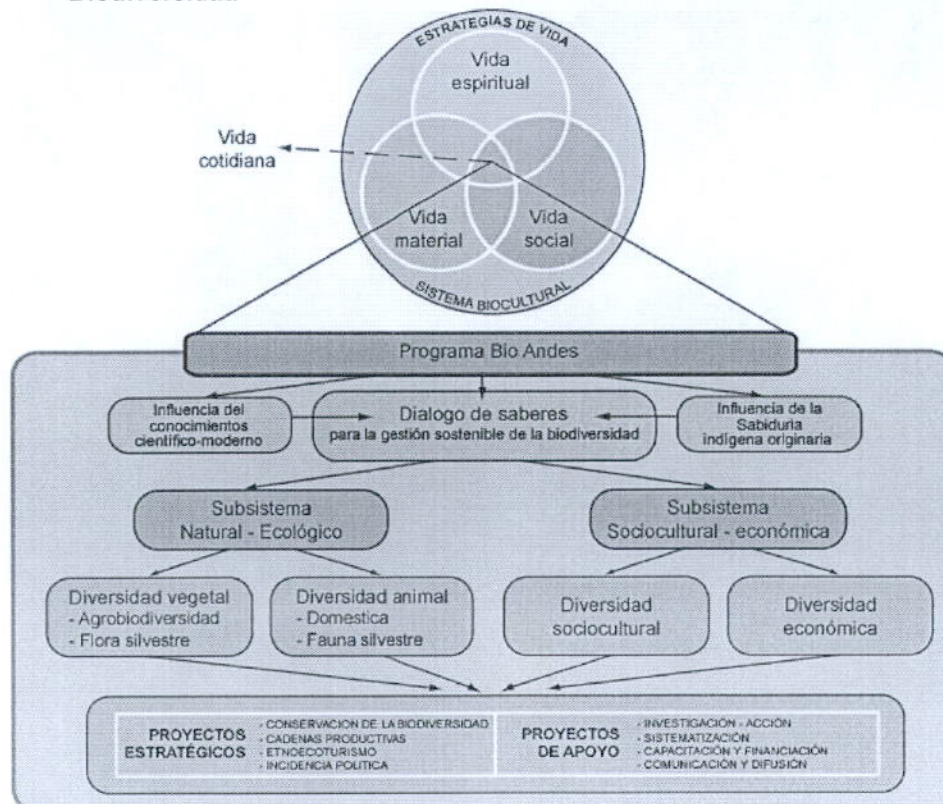 ESTRATEGIAS DE VIDA
Vida
espiritual
Vida
cotidiana
Vida
material
Vida
social
SISTEMA BIOCULTURAL
Programa Bio Andes
Influencia del
conocimientos
científico-moderno
Dialogo de saberes
para la gestión sostenible de la biodiversidad
Influencia de la
Sabiduria
indígena originaria
Subsistema
Natural - Ecológico
Subsistema
Sociocultural - económica
Diversidad vegetal
- Agrobiodiversidad
- Flora silvestre
Diversidad animal
- Domestica
- Fauna silvestre
Diversidad
sociocultural
Diversidad
económica
PROYECTOS
ESTRATÉGICOS
- CONSERVACION DE LA BIODIVERSIDAD
- CADENAS PRODUCTIVAS
- ETNOECOTURISMO
- INCIDENCIA POLITICA
PROYECTOS
DE APOYO
- INVESTIGACIÓN - ACCIÓN
- SISTEMATIZACIÓN
- CAPACITACIÓN Y FINANCIACIÓN
- COMUNICACIÓN Y DIFUSIÓN